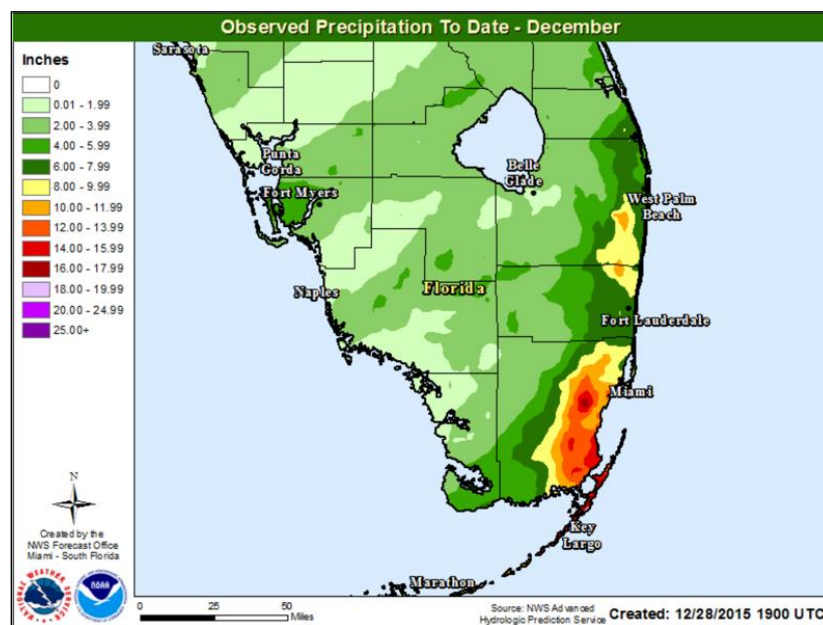 Observed Precipitation To Date - December
Inches
0
0.01 - 1.99
2.00 - 3.99
4.00 - 5.99
6.00 - 7.99
8.00 - 9.99
10.00 - 11.99
12.00 - 13.99
14.00 - 15.99
16.00 - 17.99
18.00 - 19.99
20.00 - 24.99
25.00+
Sarasota
Punta
Gorda
Fort Myers
Belle
Glade
West Palm
Beach
Naples
Florida
Fort Lauderdale
Miami
Key
Largo
Marathon
N
Created by the
NWS Forecast Office
Miami - South Florida
NATIONAL WEATHER SERVICE
NOAA
0 25 50
Miles
Source: NWS Advanced
Hydrologic Prediction Service
Created: 12/28/2015 1900 UTC